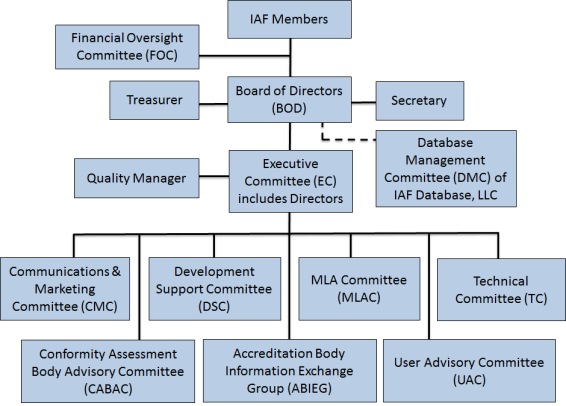 IAF Members
Financial Oversight
Committee (FOC)
Treasurer
Board of Directors
(BOD)
Secretary
Quality Manager
Executive
Committee (EC)
includes Directors
Database
Management
Committee (DMC) of
IAF Database, LLC
Communications &
Marketing
Committee (CMC)
Development
Support Committee
(DSC)
MLA Committee
(MLAC)
Technical
Committee (TC)
Conformity Assessment
Body Advisory Committee
(CABAC)
Accreditation Body
Information Exchange
Group (ABIEG)
User Advisory Committee
(UAC)